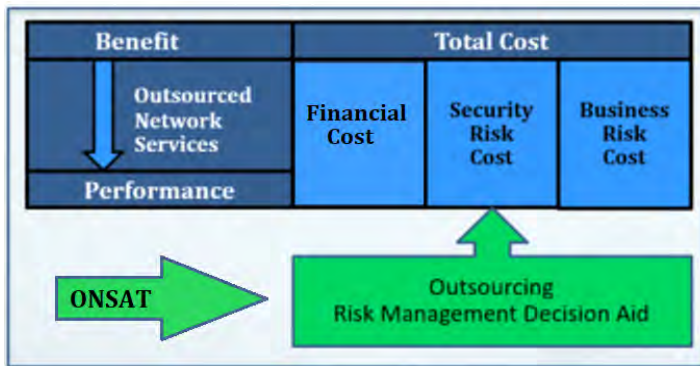 Benefit
Total Cost
Outsourced
Network
Services
Financial
Cost
Security
Risk
Cost
Business
Risk
Cost
Performance
ONSAT
Outsourcing
Risk Management Decision Aid